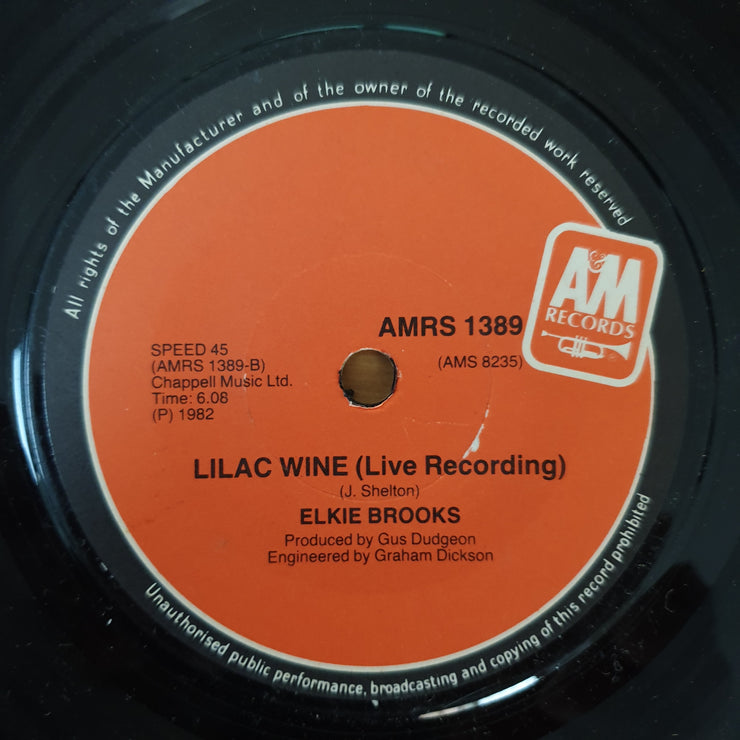 All rights of the Manufacturer and of the owner of the recorded work reserved
A&M
RECORDS
AMRS 1389
(AMS 8235)
SPEED 45
(AMRS 1389-B)
Chappell Music Ltd.
Time: 6.08
(P) 1982
LILAC WINE (Live Recording)
(J. Shelton)
ELKIE BROOKS
Produced by Gus Dudgeon
Engineered by Graham Dickson
Unauthorised public performance, broadcasting and copying of this record prohibited